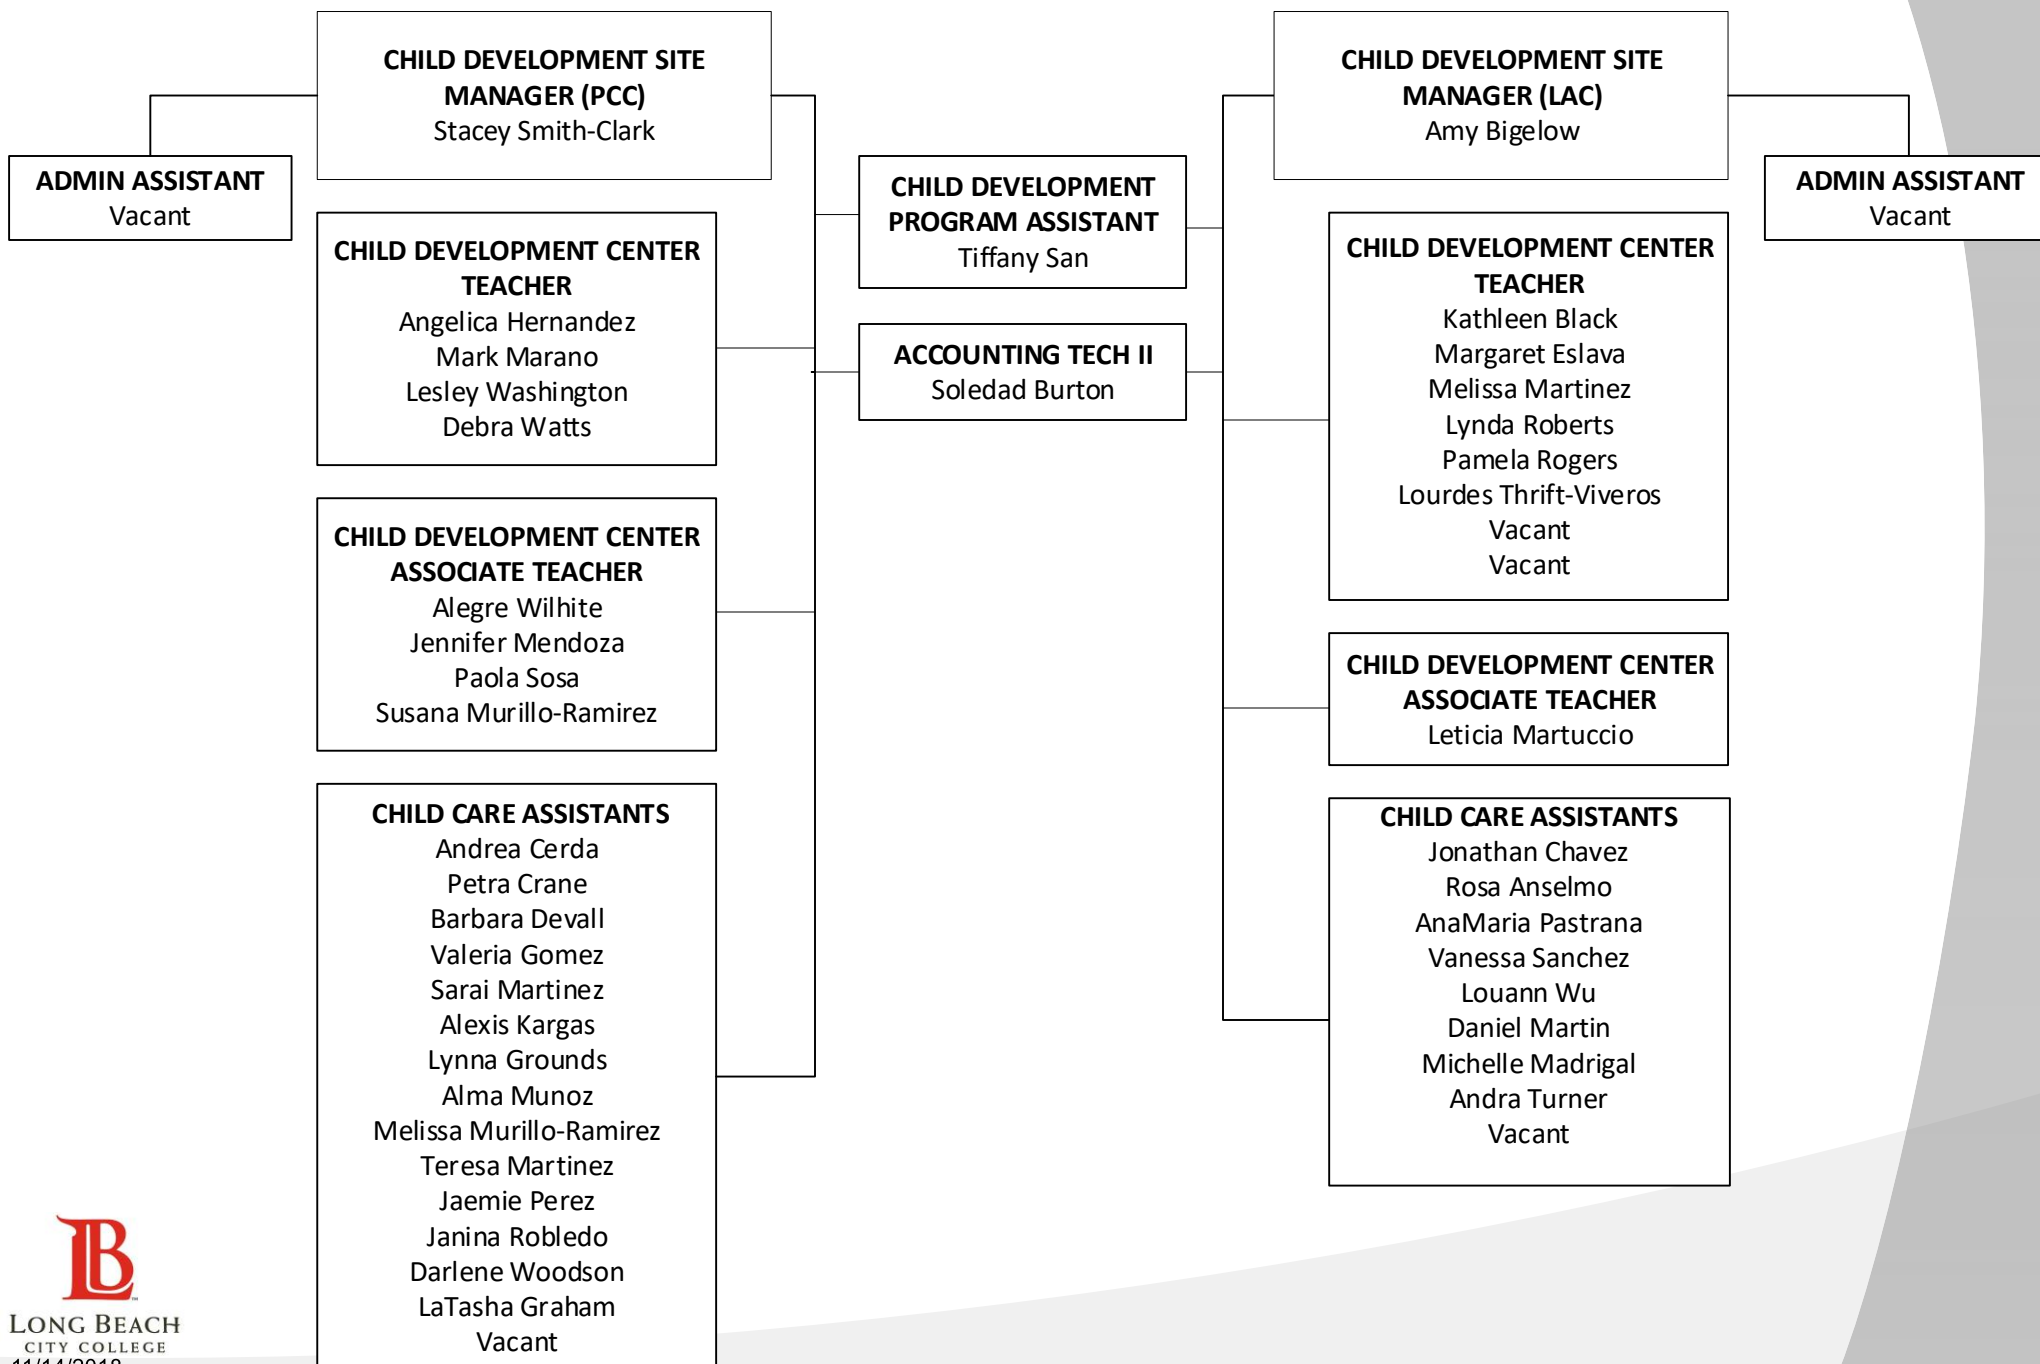 CHILD DEVELOPMENT SITE
MANAGER (PCC)
Stacey Smith-Clark
CHILD DEVELOPMENT SITE
MANAGER (LAC)
Amy Bigelow
ADMIN ASSISTANT
Vacant
CHILD DEVELOPMENT
PROGRAM ASSISTANT
Tiffany San
ADMIN ASSISTANT
Vacant
CHILD DEVELOPMENT CENTER
TEACHER
Angelica Hernandez
Mark Marano
Lesley Washington
Debra Watts
ACCOUNTING TECH II
Soledad Burton
CHILD DEVELOPMENT CENTER
TEACHER
Kathleen Black
Margaret Eslava
Melissa Martinez
Lynda Roberts
Pamela Rogers
Lourdes Thrift-Viveros
Vacant
Vacant
CHILD DEVELOPMENT CENTER
ASSOCIATE TEACHER
Alegre Wilhite
Jennifer Mendoza
Paola Sosa
Susana Murillo-Ramirez
CHILD DEVELOPMENT CENTER
ASSOCIATE TEACHER
Leticia Martuccio
CHILD CARE ASSISTANTS
Andrea Cerda
Petra Crane
Barbara Devall
Valeria Gomez
Sarai Martinez
Alexis Kargas
Lynna Grounds
Alma Munoz
Melissa Murillo-Ramirez
Teresa Martinez
Jaemie Perez
Janina Robledo
Darlene Woodson
LaTasha Graham
Vacant
CHILD CARE ASSISTANTS
Jonathan Chavez
Rosa Anselmo
AnaMaria Pastrana
Vanessa Sanchez
Louann Wu
Daniel Martin
Michelle Madrigal
Andra Turner
Vacant
LB
LONG BEACH
CITY COLLEGE
11/14/2018